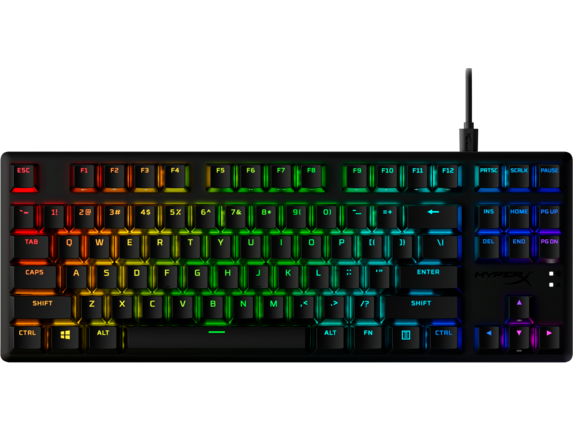 ESC F1 F2 F3 F4 F5 F6 F7 F8 F9 F10 F11 F12 PRTSC SCRLK PAUSE
~ 1! 2@ 3# 4$ 5% 6^ 7& 8* 9( 0) =+ INS HOME PG UP
TAB Q W E R T Y U I O P [{ ]} \| DEL END PG DN
CAPS A S D F G H J K L ;: '" ENTER HYPERX
SHIFT Z X C V B N M ,< .> /? SHIFT
CTRL ALT ALT FN CTRL